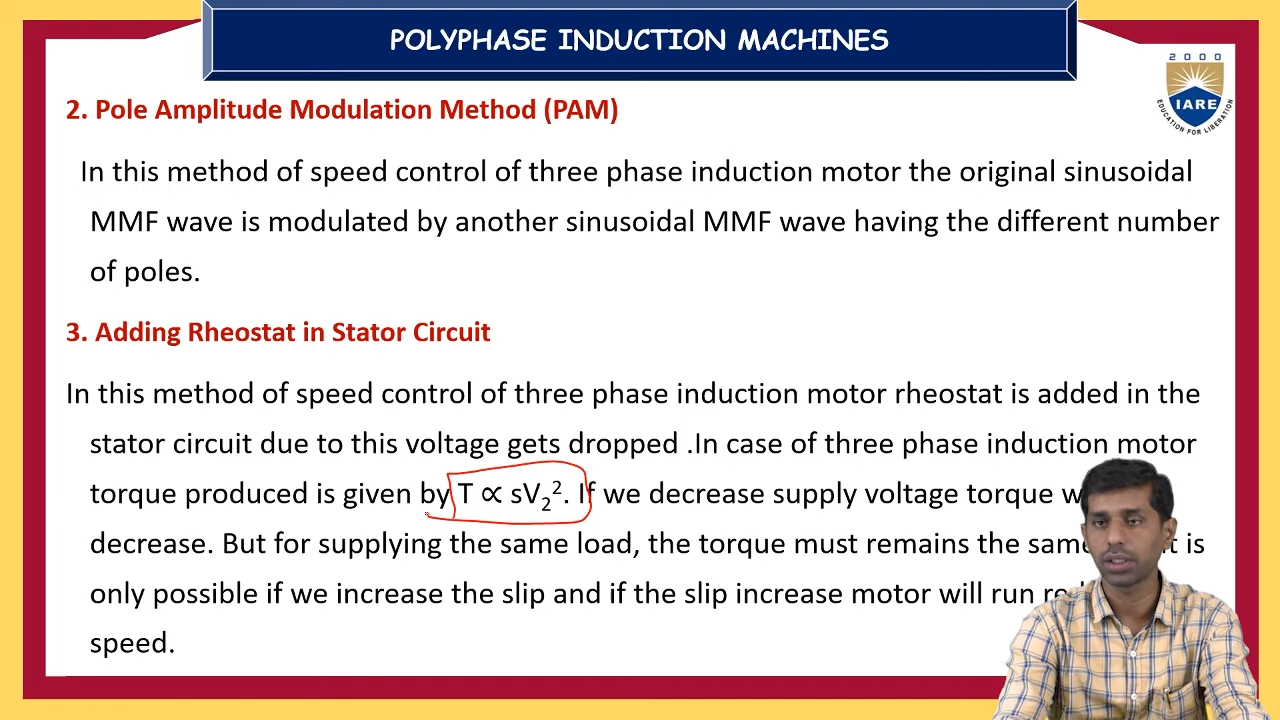 POLYPHASE INDUCTION MACHINES
2000
IARE
EDUCATION FOR LIBERATION
2. Pole Amplitude Modulation Method (PAM)
In this method of speed control of three phase induction motor the original sinusoidal
MMF wave is modulated by another sinusoidal MMF wave having the different number
of poles.
3. Adding Rheostat in Stator Circuit
In this method of speed control of three phase induction motor rheostat is added in the
stator circuit due to this voltage gets dropped .In case of three phase induction motor
torque produced is given by T ∝ sV₂². If we decrease supply voltage torque
decrease. But for supplying the same load, the torque must remains the same is
only possible if we increase the slip and if the slip increase motor will run
speed.